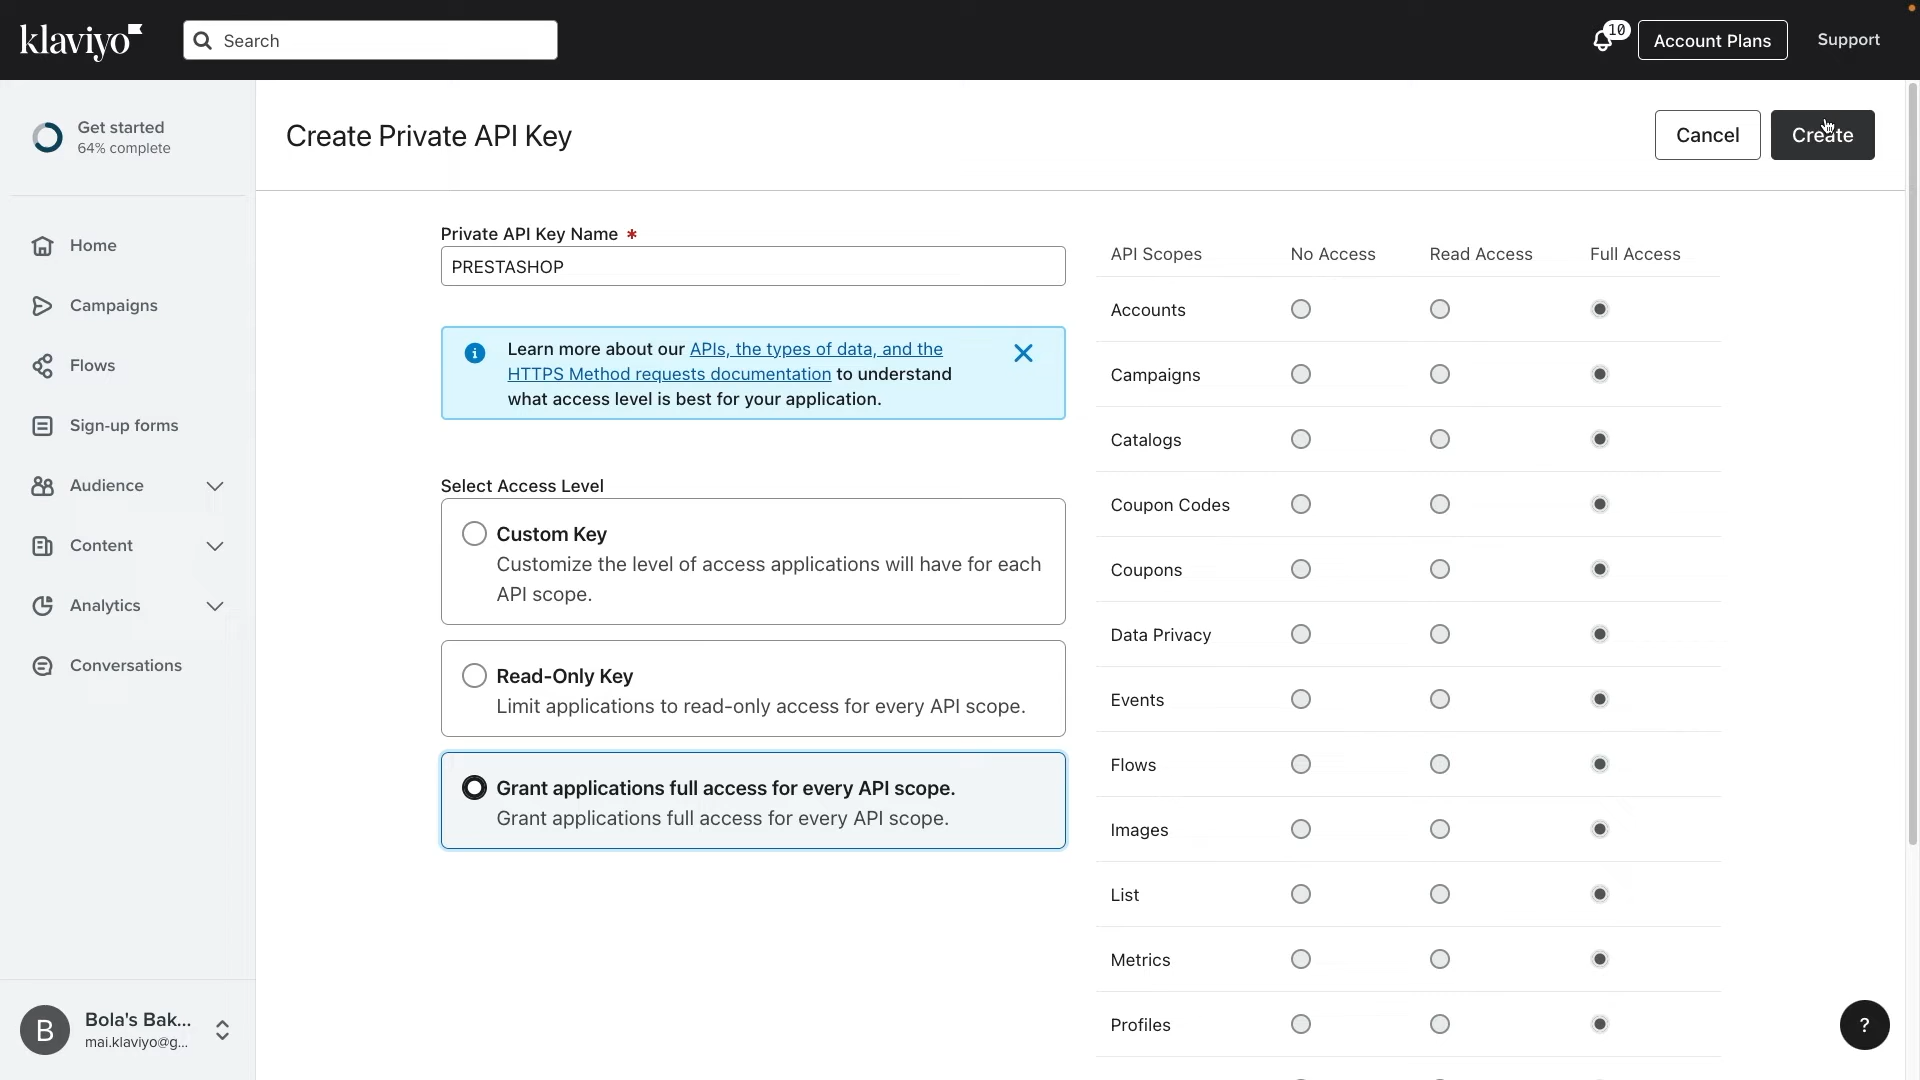 klaviyo
Search
10
Account Plans
Support
Get started
64% complete
Home
Campaigns
Flows
Sign-up forms
Audience
Content
Analytics
Conversations
B
Bola's Bak...
mai.klaviyo@g...
Create Private API Key
Cancel
Create
Private API Key Name *
PRESTASHOP
Learn more about our APIs, the types of data, and the
HTTPS Method requests documentation to understand
what access level is best for your application.
Select Access Level
Custom Key
Customize the level of access applications will have for each
API scope.
Read-Only Key
Limit applications to read-only access for every API scope.
Grant applications full access for every API scope.
Grant applications full access for every API scope.
API Scopes No Access Read Access Full Access
Accounts
Campaigns
Catalogs
Coupon Codes
Coupons
Data Privacy
Events
Flows
Images
List
Metrics
Profiles
?